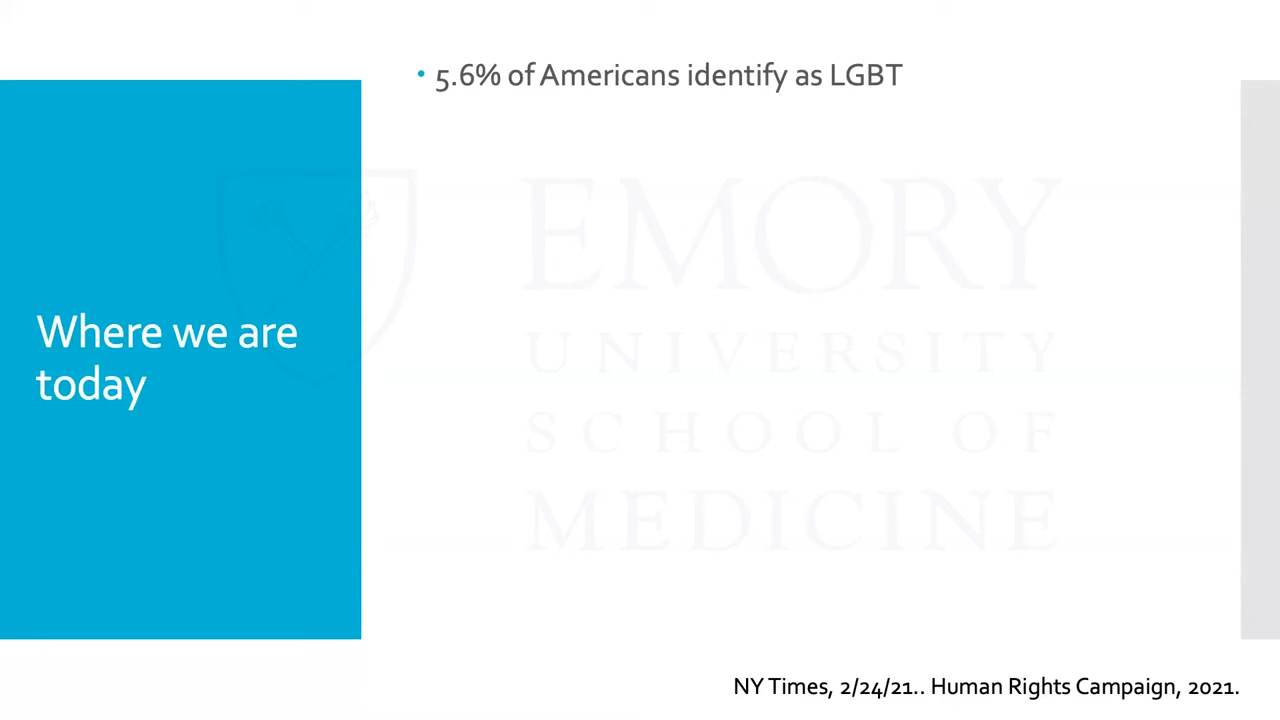 • 5.6% of Americans identify as LGBT
EMORY
UNIVERSITY
SCHOOL OF
MEDICINE
Where we are
today
NY Times, 2/24/21.. Human Rights Campaign, 2021.